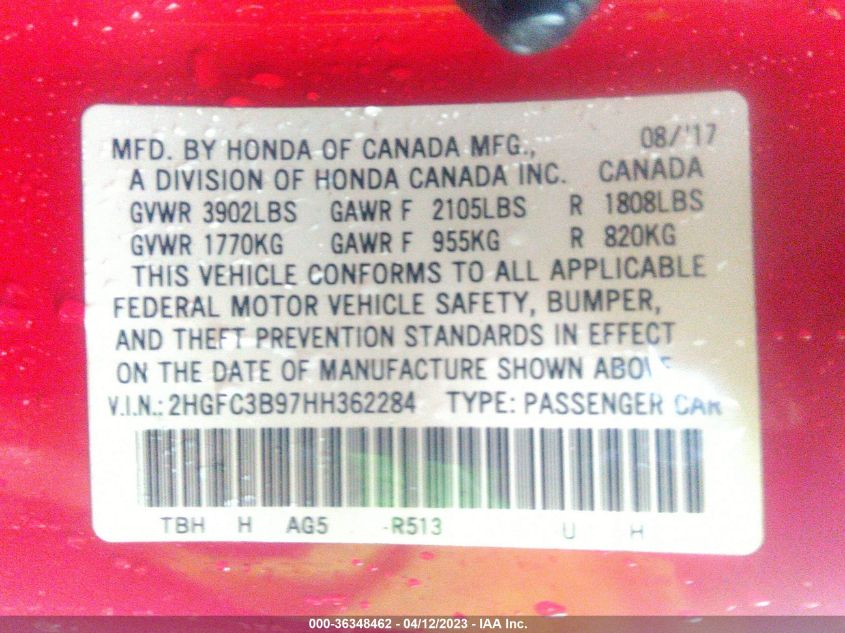 MFD. BY HONDA OF CANADA MFG., 08/'17
A DIVISION OF HONDA CANADA INC. CANADA
GVWR 3902LBS GAWR F 2105LBS R 1808LBS
GVWR 1770KG GAWR F 955KG R 820KG
THIS VEHICLE CONFORMS TO ALL APPLICABLE
FEDERAL MOTOR VEHICLE SAFETY, BUMPER,
AND THEFT PREVENTION STANDARDS IN EFFECT
ON THE DATE OF MANUFACTURE SHOWN ABOVE
V.I.N.: 2HGFC3B97HH362284 TYPE: PASSENGER CAR
TBH H AG5 -R513 U H
000-36348462 - 04/12/2023 - IAA Inc.